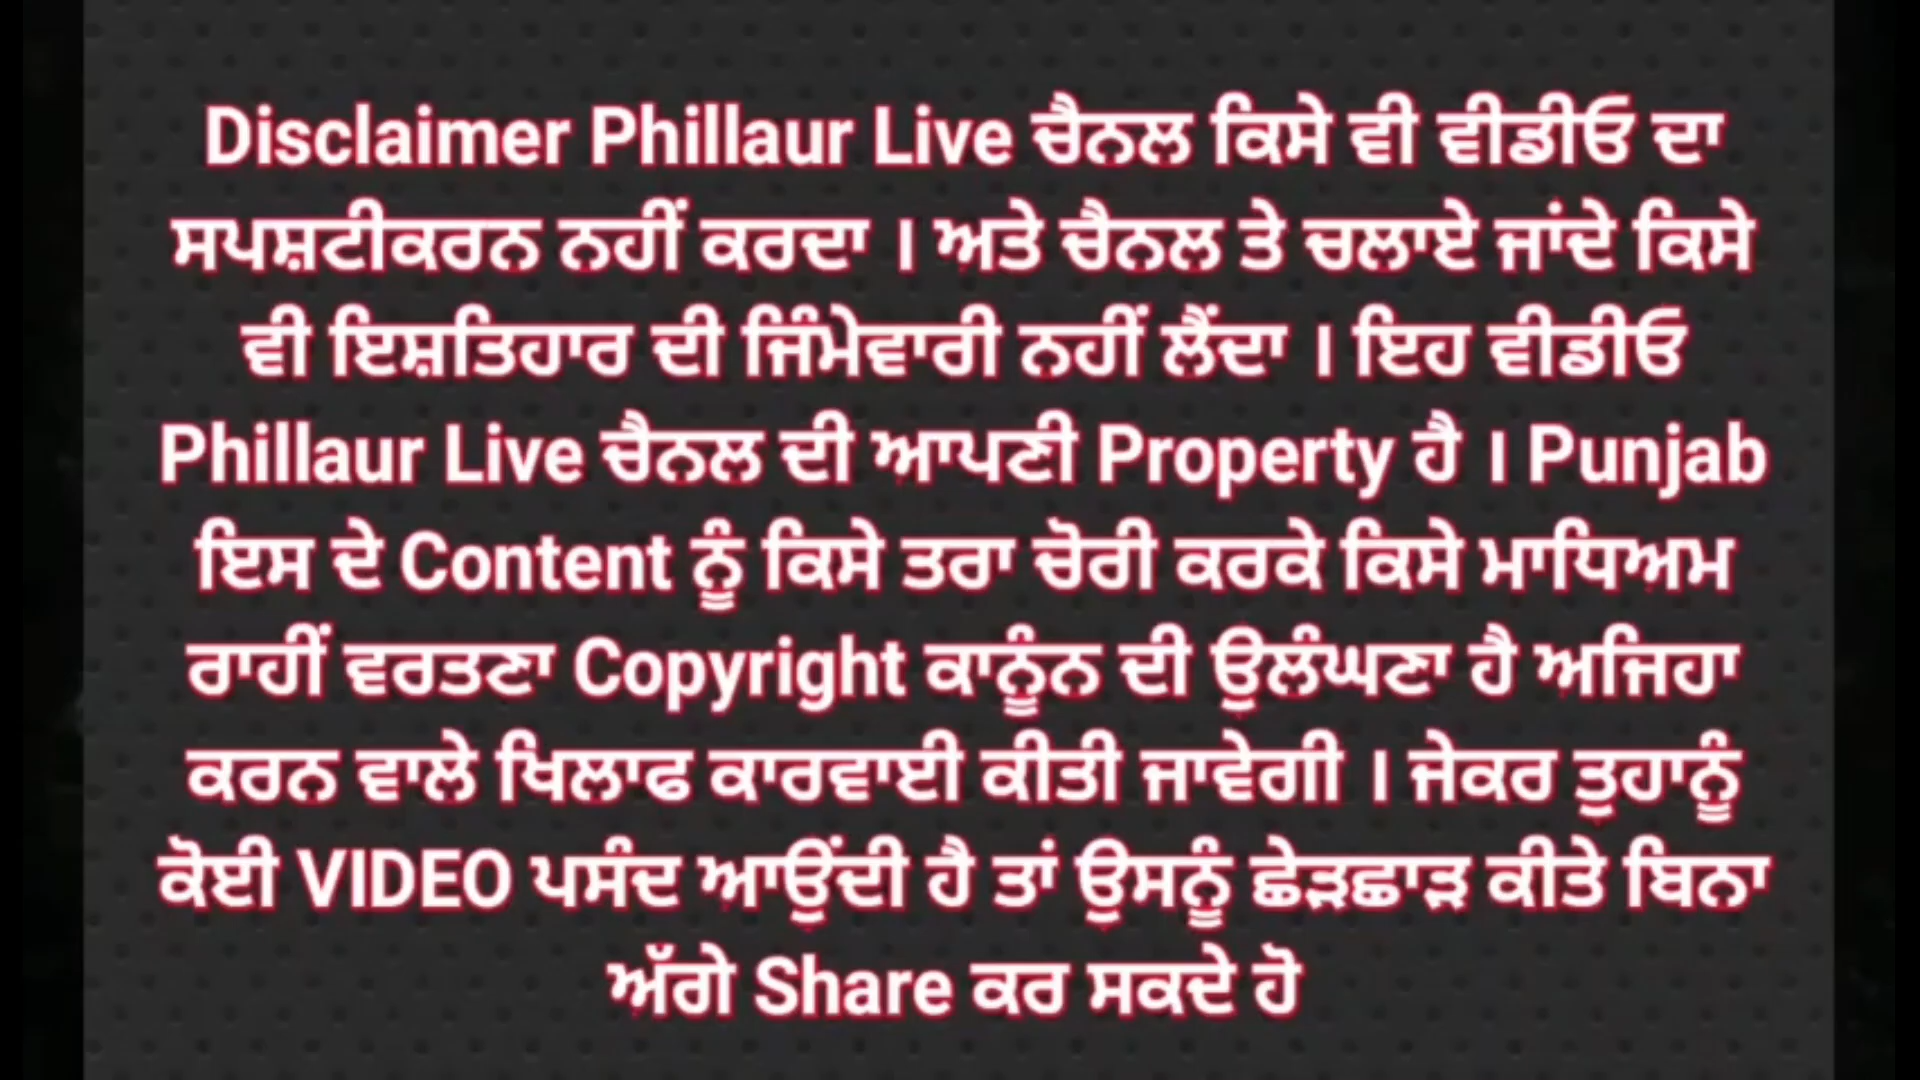 Disclaimer Phillaur Live ਚੈਨਲ ਕਿਸੇ ਵੀ ਵੀਡੀਓ ਦਾ
ਸਪਸ਼ਟੀਕਰਨ ਨਹੀਂ ਕਰਦਾ । ਅਤੇ ਚੈਨਲ ਤੇ ਚਲਾਏ ਜਾਂਦੇ ਕਿਸੇ
ਵੀ ਇਸ਼ਤਿਹਾਰ ਦੀ ਜਿੰਮੇਵਾਰੀ ਨਹੀਂ ਲੈਂਦਾ । ਇਹ ਵੀਡੀਓ
Phillaur Live ਚੈਨਲ ਦੀ ਆਪਣੀ Property ਹੈ । Punjab
ਇਸ ਦੇ Content ਨੂੰ ਕਿਸੇ ਤਰਾ ਚੋਰੀ ਕਰਕੇ ਕਿਸੇ ਮਾਧਿਅਮ
ਰਾਹੀਂ ਵਰਤਣਾ Copyright ਕਾਨੂੰਨ ਦੀ ਉਲੰਘਣਾ ਹੈ ਅਜਿਹਾ
ਕਰਨ ਵਾਲੇ ਖਿਲਾਫ ਕਾਰਵਾਈ ਕੀਤੀ ਜਾਵੇਗੀ । ਜੇਕਰ ਤੁਹਾਨੂੰ
ਕੋਈ VIDEO ਪਸੰਦ ਆਉਂਦੀ ਹੈ ਤਾਂ ਉਸਨੂੰ ਛੇੜਛਾੜ ਕੀਤੇ ਬਿਨਾ
ਅੱਗੇ Share ਕਰ ਸਕਦੇ ਹੋ